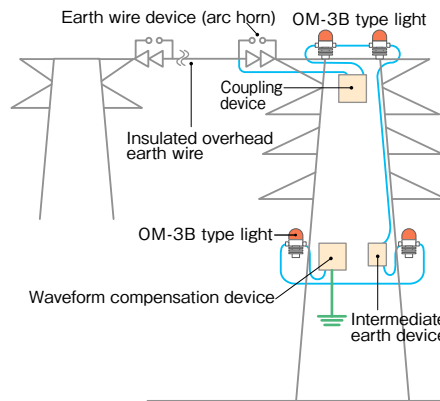 Earth wire device (arc horn)
OM-3B type light
Coupling
device
Insulated overhead
earth wire
OM-3B type light
Waveform compensation device
Intermediate
earth device